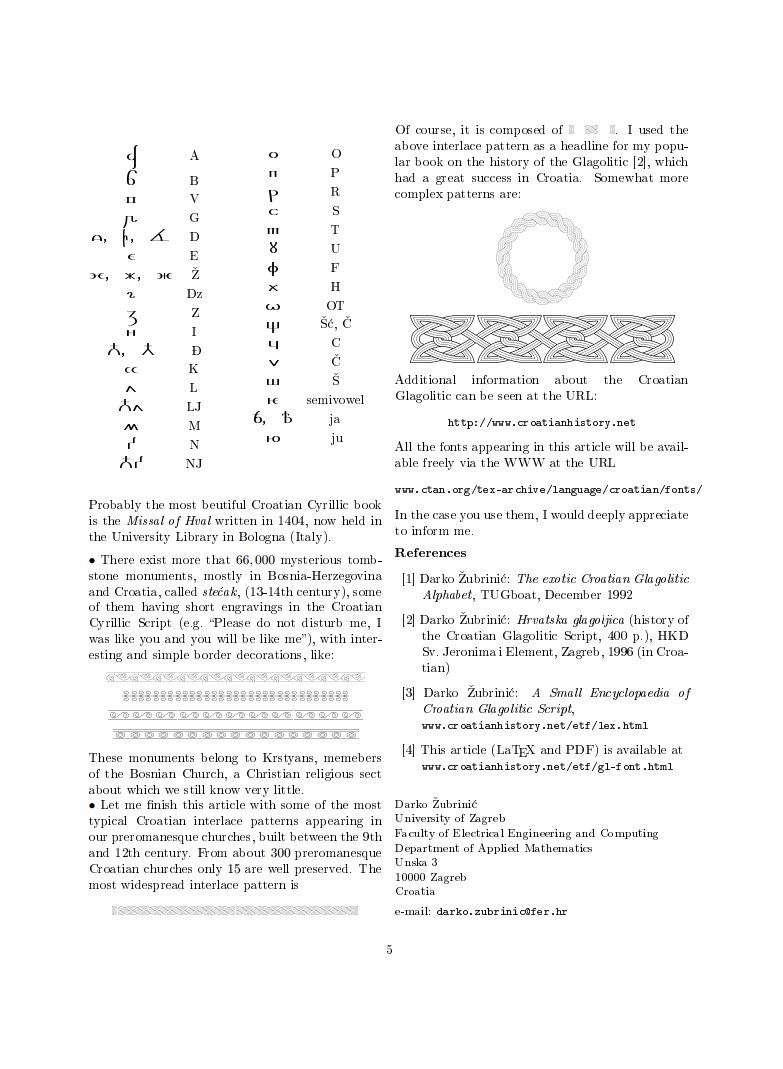 A
Б B
п V
G
D
є E
ж, Ž
Dz
Z
н I
Đ
K
L
LJ
M
N
NJ
о O
п P
р R
с S
т T
ȣ U
ф F
х H
ѡ OT
Šć, Č
ч C
Č
ш Š
ѥ semivowel
ѣ ja
ю ju
Probably the most beutiful Croatian Cyrillic book
is the Missal of Hval written in 1404, now held in
the University Library in Bologna (Italy).
• There exist more that 66,000 mysterious tomb-
stone monuments, mostly in Bosnia-Herzegovina
and Croatia, called stećak, (13-14th century), some
of them having short engravings in the Croatian
Cyrillic Script (e.g. “Please do not disturb me, I
was like you and you will be like me”), with inter-
esting and simple border decorations, like:
These monuments belong to Krstyans, memebers
of the Bosnian Church, a Christian religious sect
about which we still know very little.
• Let me finish this article with some of the most
typical Croatian interlace patterns appearing in
our preromanesque churches, built between the 9th
and 12th century. From about 300 preromanesque
Croatian churches only 15 are well preserved. The
most widespread interlace pattern is
Of course, it is composed of . I used the
above interlace pattern as a headline for my popu-
lar book on the history of the Glagolitic [2], which
had a great success in Croatia. Somewhat more
complex patterns are:
Additional information about the Croatian
Glagolitic can be seen at the URL:
http://www.croatianhistory.net
All the fonts appearing in this article will be avail-
able freely via the WWW at the URL
www.ctan.org/tex-archive/language/croatian/fonts/
In the case you use them, I would deeply appreciate
to inform me.
References
[1] Darko Žubrinić: The exotic Croatian Glagolitic
Alphabet, TUGboat, December 1992
[2] Darko Žubrinić: Hrvatska glagoljica (history of
the Croatian Glagolitic Script, 400 p.), HKD
Sv. Jeronima i Element, Zagreb, 1996 (in Croa-
tian)
[3] Darko Žubrinić: A Small Encyclopaedia of
Croatian Glagolitic Script,
www.croatianhistory.net/etf/lex.html
[4] This article (LaTEX and PDF) is available at
www.croatianhistory.net/etf/gl-font.html
Darko Žubrinić
University of Zagreb
Faculty of Electrical Engineering and Computing
Department of Applied Mathematics
Unska 3
10000 Zagreb
Croatia
e-mail: darko.zubrinic@fer.hr
5